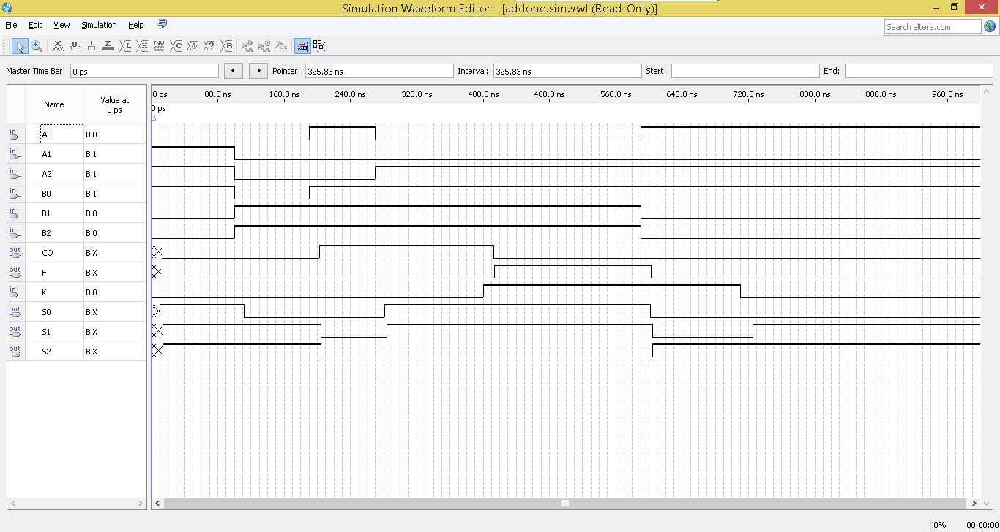 Simulation Waveform Editor - [addone.sim.vwf (Read-Only)]
File Edit View Simulation Help
Search altera.com
Master Time Bar: 0 ps Pointer: 325.83 ns Interval: 325.83 ns Start: End:
Name Value at 0 ps
0 ps 80.0 ns 160.0 ns 240.0 ns 320.0 ns 400.0 ns 480.0 ns 560.0 ns 640.0 ns 720.0 ns 800.0 ns 880.0 ns 960.0 ns
0 ps
in A0 B 0
in A1 B 1
in A2 B 1
in B0 B 1
in B1 B 0
in B2 B 0
out CO B X
out F B X
in K B 0
out S0 B X
out S1 B X
out S2 B X
0% 00:00:00